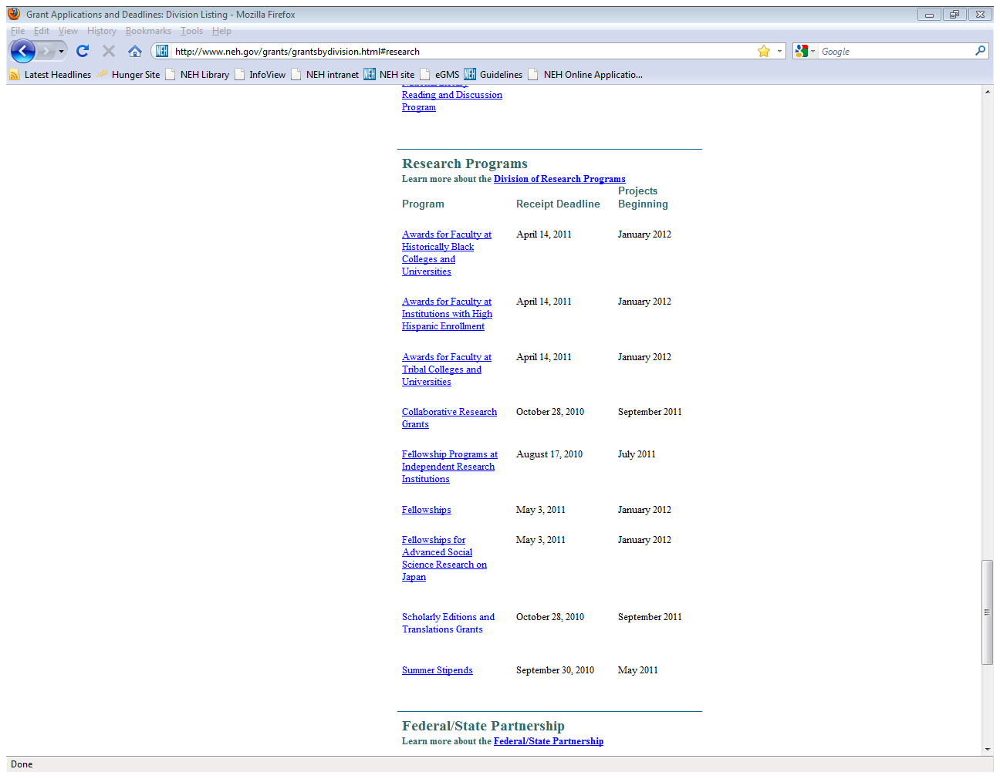 Grant Applications and Deadlines: Division Listing - Mozilla Firefox
File Edit View History Bookmarks Tools Help
NEH http://www.neh.gov/grants/grantsbydivision.html#research Google
Latest Headlines Hunger Site NEH Library InfoView NEH intranet NEH NEH site eGMS NEH Guidelines NEH Online Applicatio...
Reading and Discussion
Program
Research Programs
Learn more about the Division of Research Programs
Projects
Program Receipt Deadline Beginning
Awards for Faculty at April 14, 2011 January 2012
Historically Black
Colleges and
Universities
Awards for Faculty at April 14, 2011 January 2012
Institutions with High
Hispanic Enrollment
Awards for Faculty at April 14, 2011 January 2012
Tribal Colleges and
Universities
Collaborative Research October 28, 2010 September 2011
Grants
Fellowship Programs at August 17, 2010 July 2011
Independent Research
Institutions
Fellowships May 3, 2011 January 2012
Fellowships for May 3, 2011 January 2012
Advanced Social
Science Research on
Japan
Scholarly Editions and October 28, 2010 September 2011
Translations Grants
Summer Stipends September 30, 2010 May 2011
Federal/State Partnership
Learn more about the Federal/State Partnership
Done